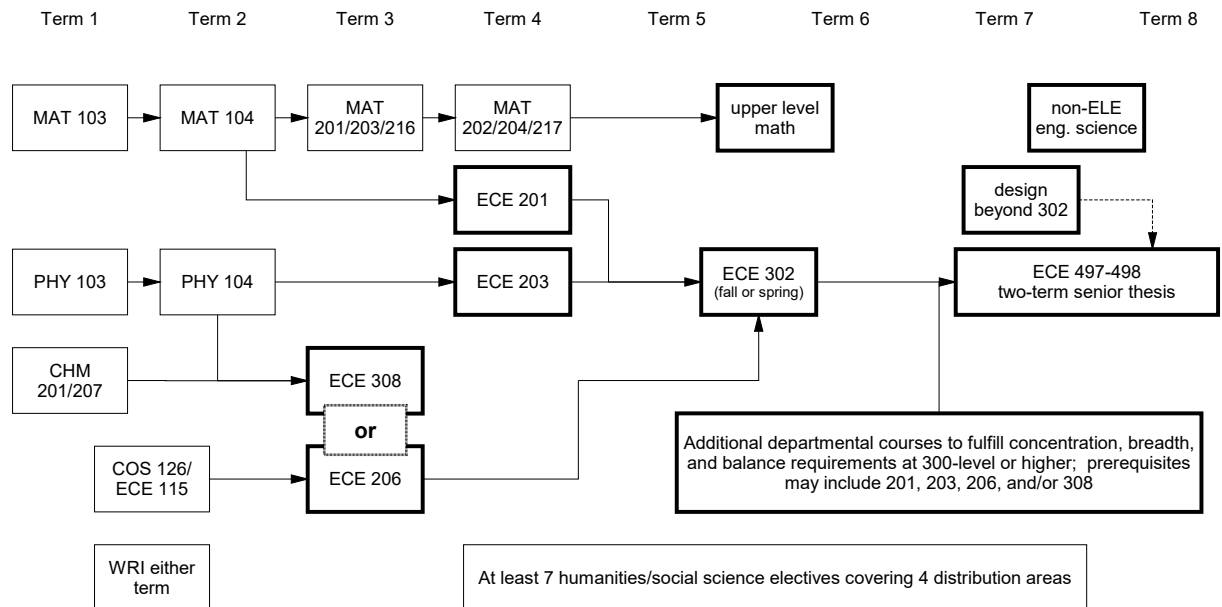 Term 1 Term 2 Term 3 Term 4 Term 5 Term 6 Term 7 Term 8
MAT 103
MAT 104
MAT
201/203/216
MAT
202/204/217
upper level
math
non-ELE
eng. science
ECE 201
design
beyond 302
PHY 103
PHY 104
ECE 203
ECE 302
(fall or spring)
ECE 497-498
two-term senior thesis
CHM
201/207
ECE 308
or
COS 126/
ECE 115
ECE 206
Additional departmental courses to fulfill concentration, breadth,
and balance requirements at 300-level or higher; prerequisites
may include 201, 203, 206, and/or 308
WRI either
term
At least 7 humanities/social science electives covering 4 distribution areas